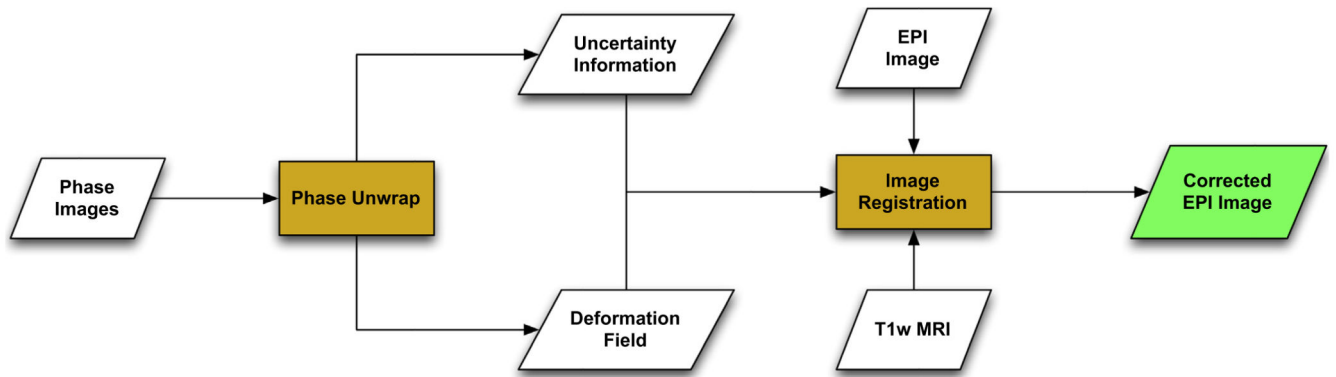 Uncertainty
Information
EPI
Image
Phase
Images
Phase Unwrap
Image
Registration
Corrected
EPI Image
Deformation
Field
T1w MRI